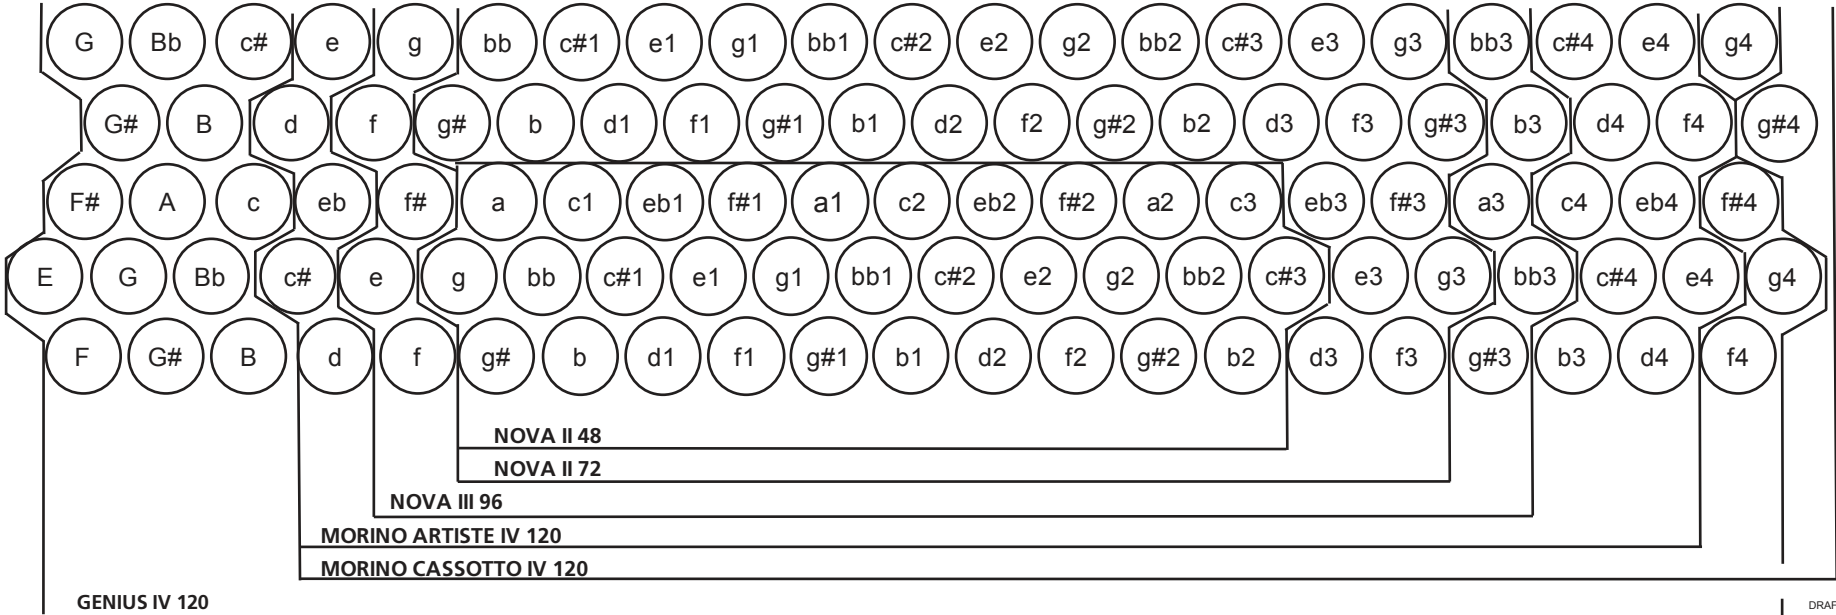 G Bb c# e g bb c#1 e1 g1 bb1 c#2 e2 g2 bb2 c#3 e3 g3 bb3 c#4 e4 g4
G# B d f g# b d1 f1 g#1 b1 d2 f2 g#2 b2 d3 f3 g#3 b3 d4 f4 g#4
F# A c eb f# a c1 eb1 f#1 a1 c2 eb2 f#2 a2 c3 eb3 f#3 a3 c4 eb4 f#4
E G Bb c# e g bb c#1 e1 g1 bb1 c#2 e2 g2 bb2 c#3 e3 g3 bb3 c#4 e4 g4
F G# B d f g# b d1 f1 g#1 b1 d2 f2 g#2 b2 d3 f3 g#3 b3 d4 f4
NOVA II 48
NOVA II 72
NOVA III 96
MORINO ARTISTE IV 120
MORINO CASSOTTO IV 120
GENIUS IV 120